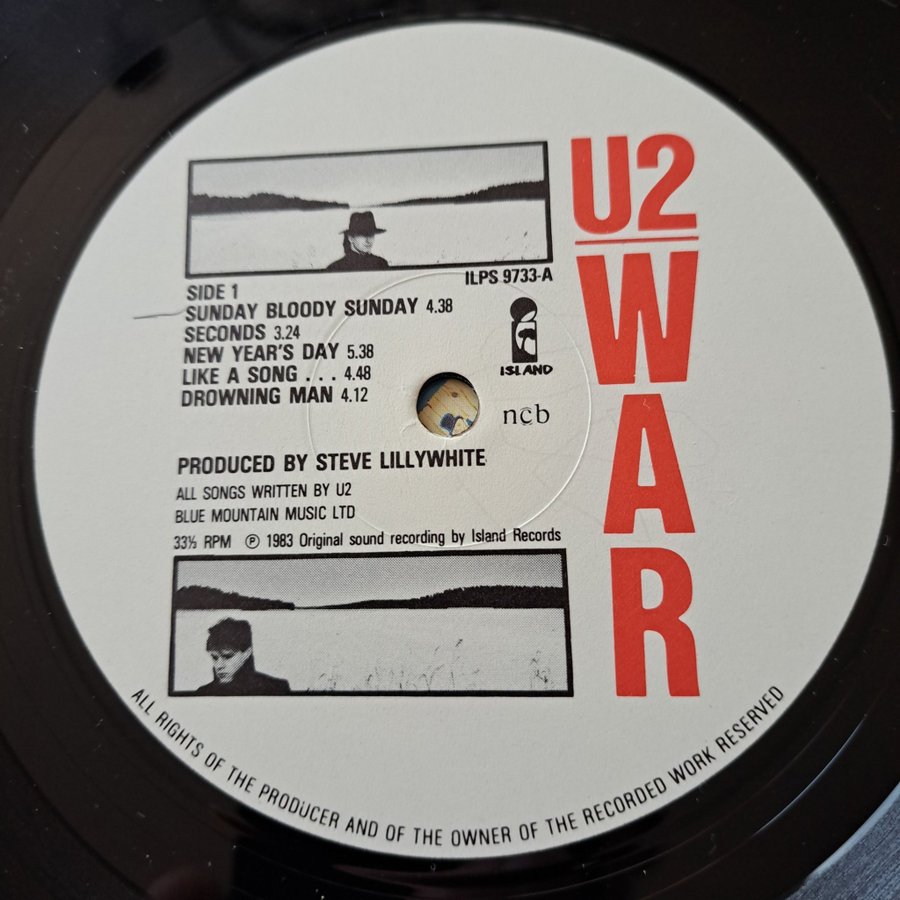 U2
WAR
ILPS 9733-A
SIDE 1
SUNDAY BLOODY SUNDAY 4.38
SECONDS 3.24
NEW YEAR'S DAY 5.38
LIKE A SONG . . . 4.48
DROWNING MAN 4.12
ISLAND
ncb
PRODUCED BY STEVE LILLYWHITE
ALL SONGS WRITTEN BY U2
BLUE MOUNTAIN MUSIC LTD
33⅓ RPM ℗ 1983 Original sound recording by Island Records
ALL RIGHTS OF THE PRODUCER AND OF THE OWNER OF THE RECORDED WORK RESERVED